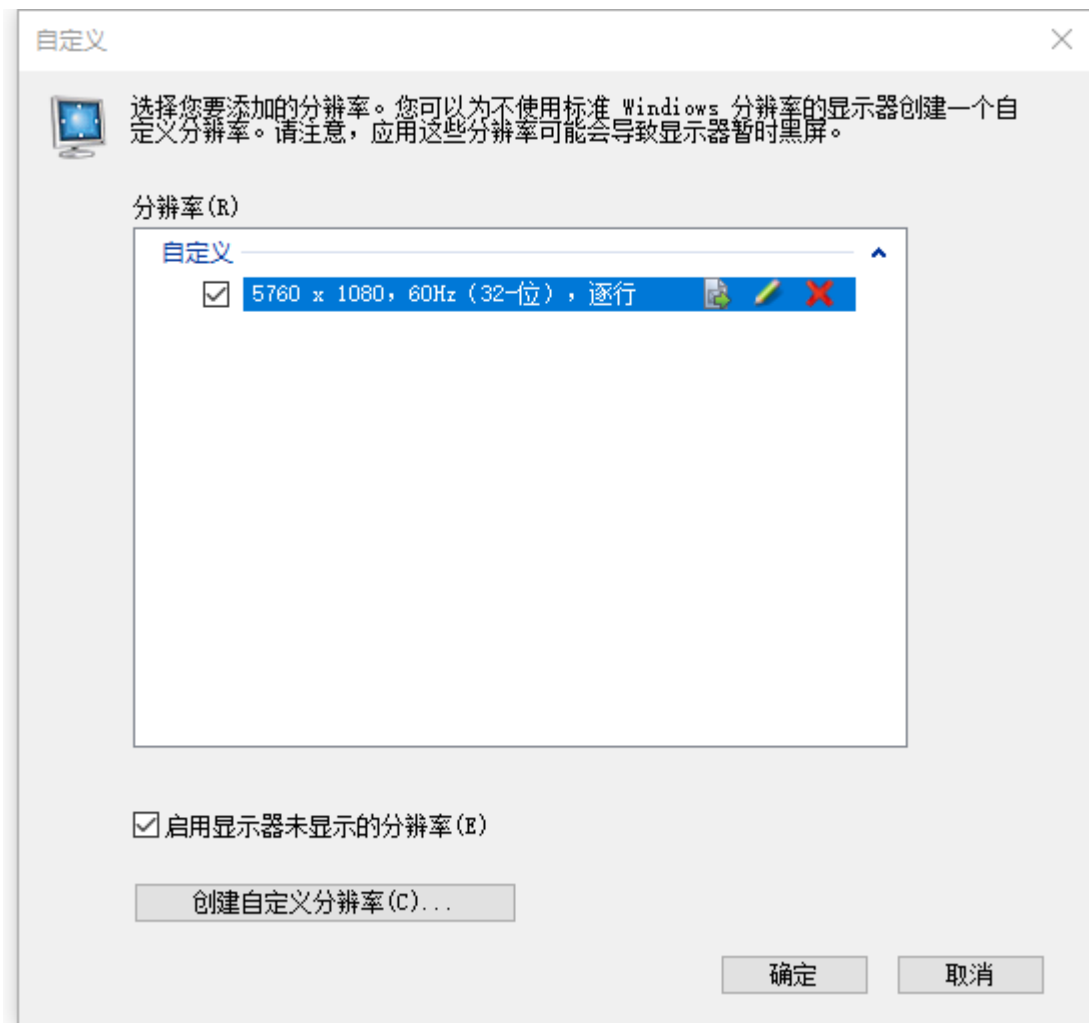 自定义
选择您要添加的分辨率。您可以为不使用标准 Windiows 分辨率的显示器创建一个自
定义分辨率。请注意，应用这些分辨率可能会导致显示器暂时黑屏。
分辨率(R)
自定义
5760 x 1080，60Hz (32-位) ，逐行
启用显示器未显示的分辨率(E)
创建自定义分辨率(C)...
确定
取消